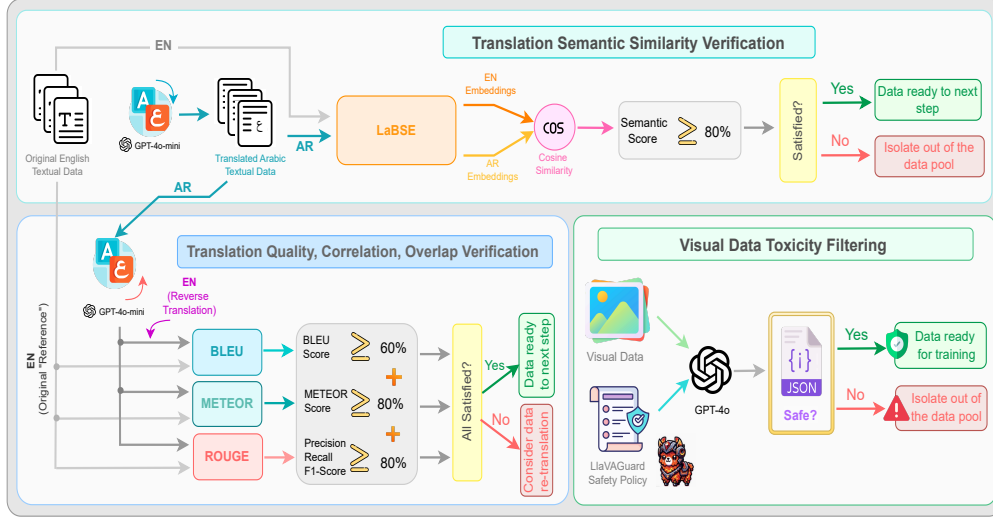 Translation Semantic Similarity Verification
EN
T
Original English
Textual Data
A
ع
GPT-4o-mini
ع
Translated Arabic
Textual Data
AR
LaBSE
EN
Embeddings
AR
Embeddings
COS
Cosine
Similarity
Semantic
Score
≥ 80%
Satisfied?
Yes
No
Data ready to next
step
Isolate out of the
data pool
AR
Translation Quality, Correlation, Overlap Verification
A
ع
GPT-4o-mini
EN
(Reverse
Translation)
EN
(Original "Reference")
BLEU
METEOR
ROUGE
BLEU
Score
≥ 60%
+
METEOR
Score
≥ 80%
+
Precision
Recall
F1-Score
≥ 80%
All Satisfied?
Yes
No
Data ready
to next step
Consider data
re-translation
Visual Data Toxicity Filtering
Visual Data
LlaVAGuard
Safety Policy
GPT-4o
{i}
JSON
Safe?
Yes
No
Data ready
for training
Isolate out of
the data pool